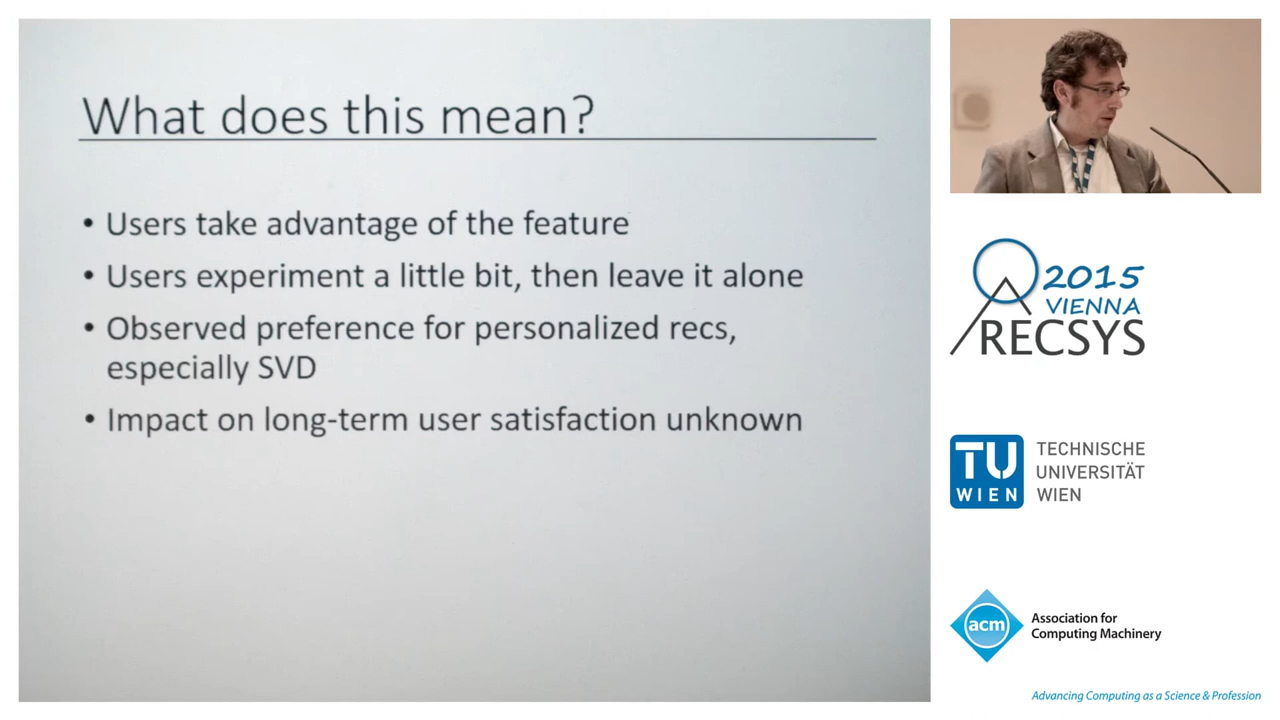 What does this mean?
• Users take advantage of the feature
• Users experiment a little bit, then leave it alone
• Observed preference for personalized recs,
especially SVD
• Impact on long-term user satisfaction unknown
2015
VIENNA
RECSYS
TU
WIEN
TECHNISCHE
UNIVERSITÄT
WIEN
acm
Association for
Computing Machinery
Advancing Computing as a Science & Profession